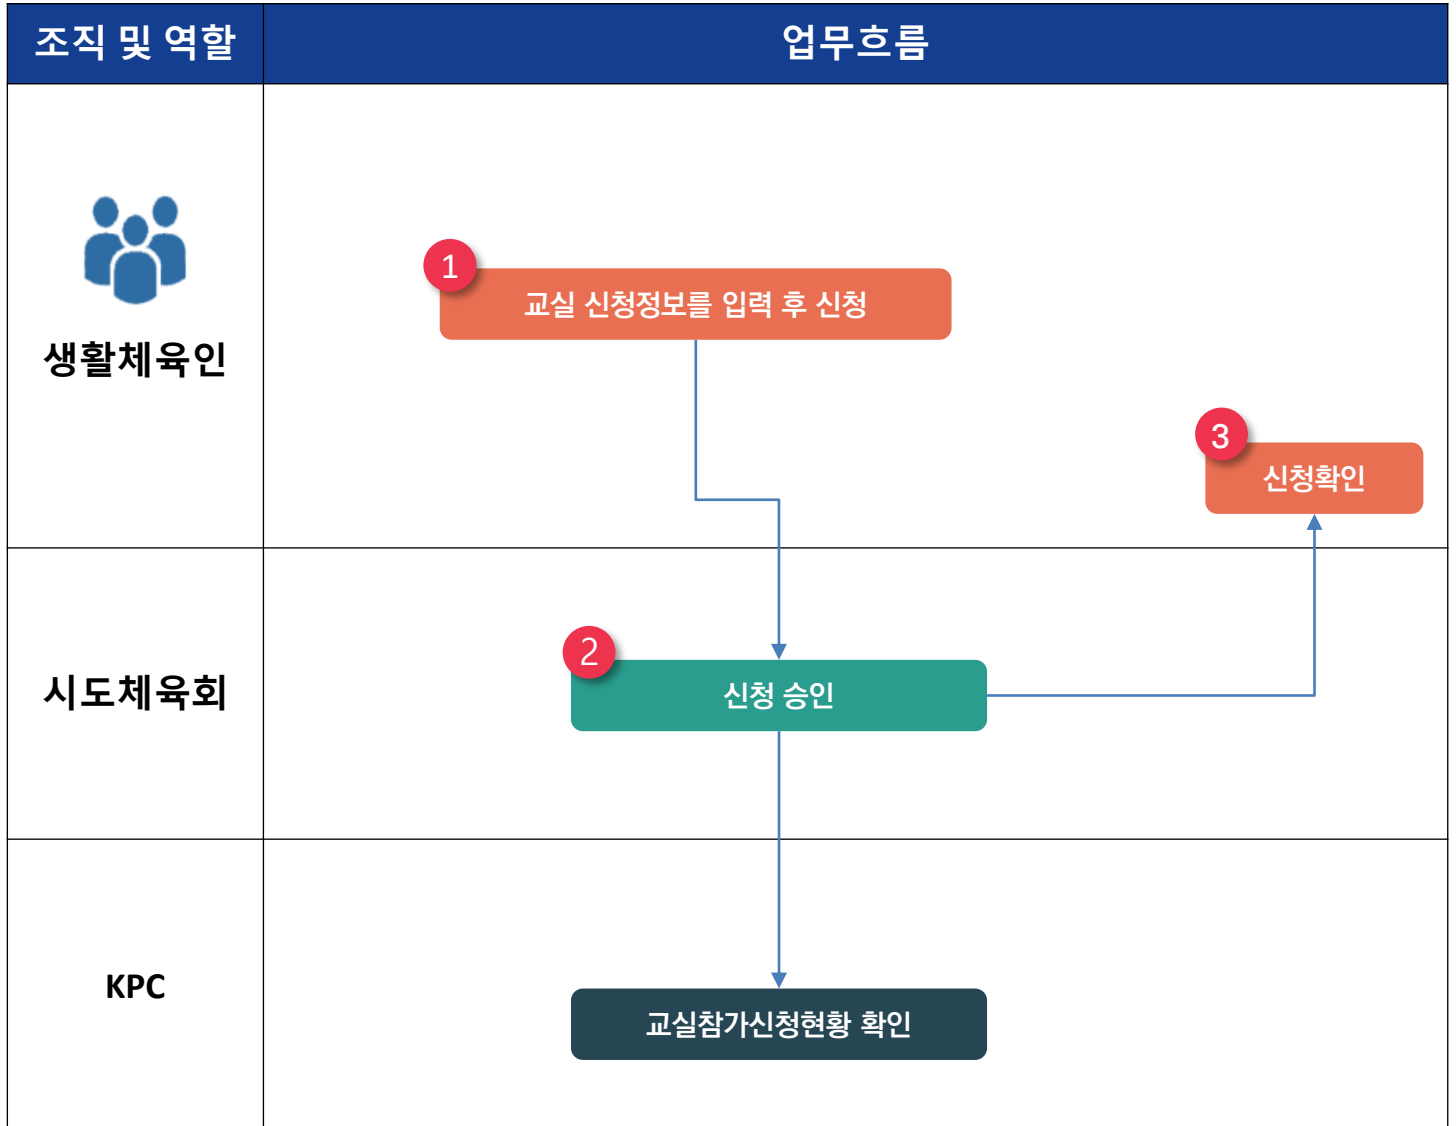 조직 및 역할
업무흐름
생활체육인
1
교실 신청정보를 입력 후 신청
3
신청확인
시도체육회
2
신청 승인
KPC
교실참가신청현황 확인